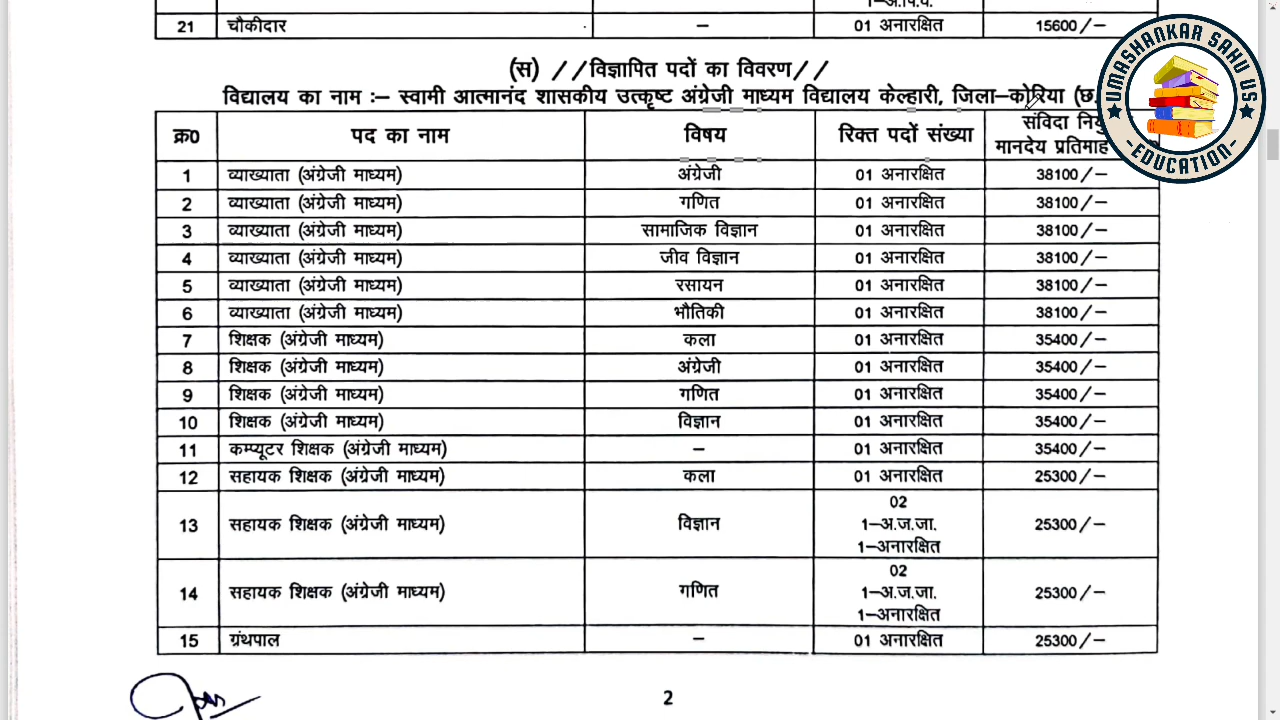 1–अ.पि.व.
21 चौकीदार – 01 अनारक्षित 15600/–
(स) //विज्ञापित पदों का विवरण//
विद्यालय का नाम :– स्वामी आत्मानंद शासकीय उत्कृष्ट अंग्रेजी माध्यम विद्यालय केल्हारी, जिला–कोरिया (छ.
क्र0 पद का नाम विषय रिक्त पदों संख्या संविदा नियु मानदेय प्रतिमाह
1 व्याख्याता (अंग्रेजी माध्यम) अंग्रेजी 01 अनारक्षित 38100/–
2 व्याख्याता (अंग्रेजी माध्यम) गणित 01 अनारक्षित 38100/–
3 व्याख्याता (अंग्रेजी माध्यम) सामाजिक विज्ञान 01 अनारक्षित 38100/–
4 व्याख्याता (अंग्रेजी माध्यम) जीव विज्ञान 01 अनारक्षित 38100/–
5 व्याख्याता (अंग्रेजी माध्यम) रसायन 01 अनारक्षित 38100/–
6 व्याख्याता (अंग्रेजी माध्यम) भौतिकी 01 अनारक्षित 38100/–
7 शिक्षक (अंग्रेजी माध्यम) कला 01 अनारक्षित 35400/–
8 शिक्षक (अंग्रेजी माध्यम) अंग्रेजी 01 अनारक्षित 35400/–
9 शिक्षक (अंग्रेजी माध्यम) गणित 01 अनारक्षित 35400/–
10 शिक्षक (अंग्रेजी माध्यम) विज्ञान 01 अनारक्षित 35400/–
11 कम्प्यूटर शिक्षक (अंग्रेजी माध्यम) – 01 अनारक्षित 35400/–
12 सहायक शिक्षक (अंग्रेजी माध्यम) कला 01 अनारक्षित 25300/–
13 सहायक शिक्षक (अंग्रेजी माध्यम) विज्ञान 02 1–अ.ज.जा. 1–अनारक्षित 25300/–
14 सहायक शिक्षक (अंग्रेजी माध्यम) गणित 02 1–अ.ज.जा. 1–अनारक्षित 25300/–
15 ग्रंथपाल – 01 अनारक्षित 25300/–
2
UMASHANKAR SAHU US
-EDUCATION-